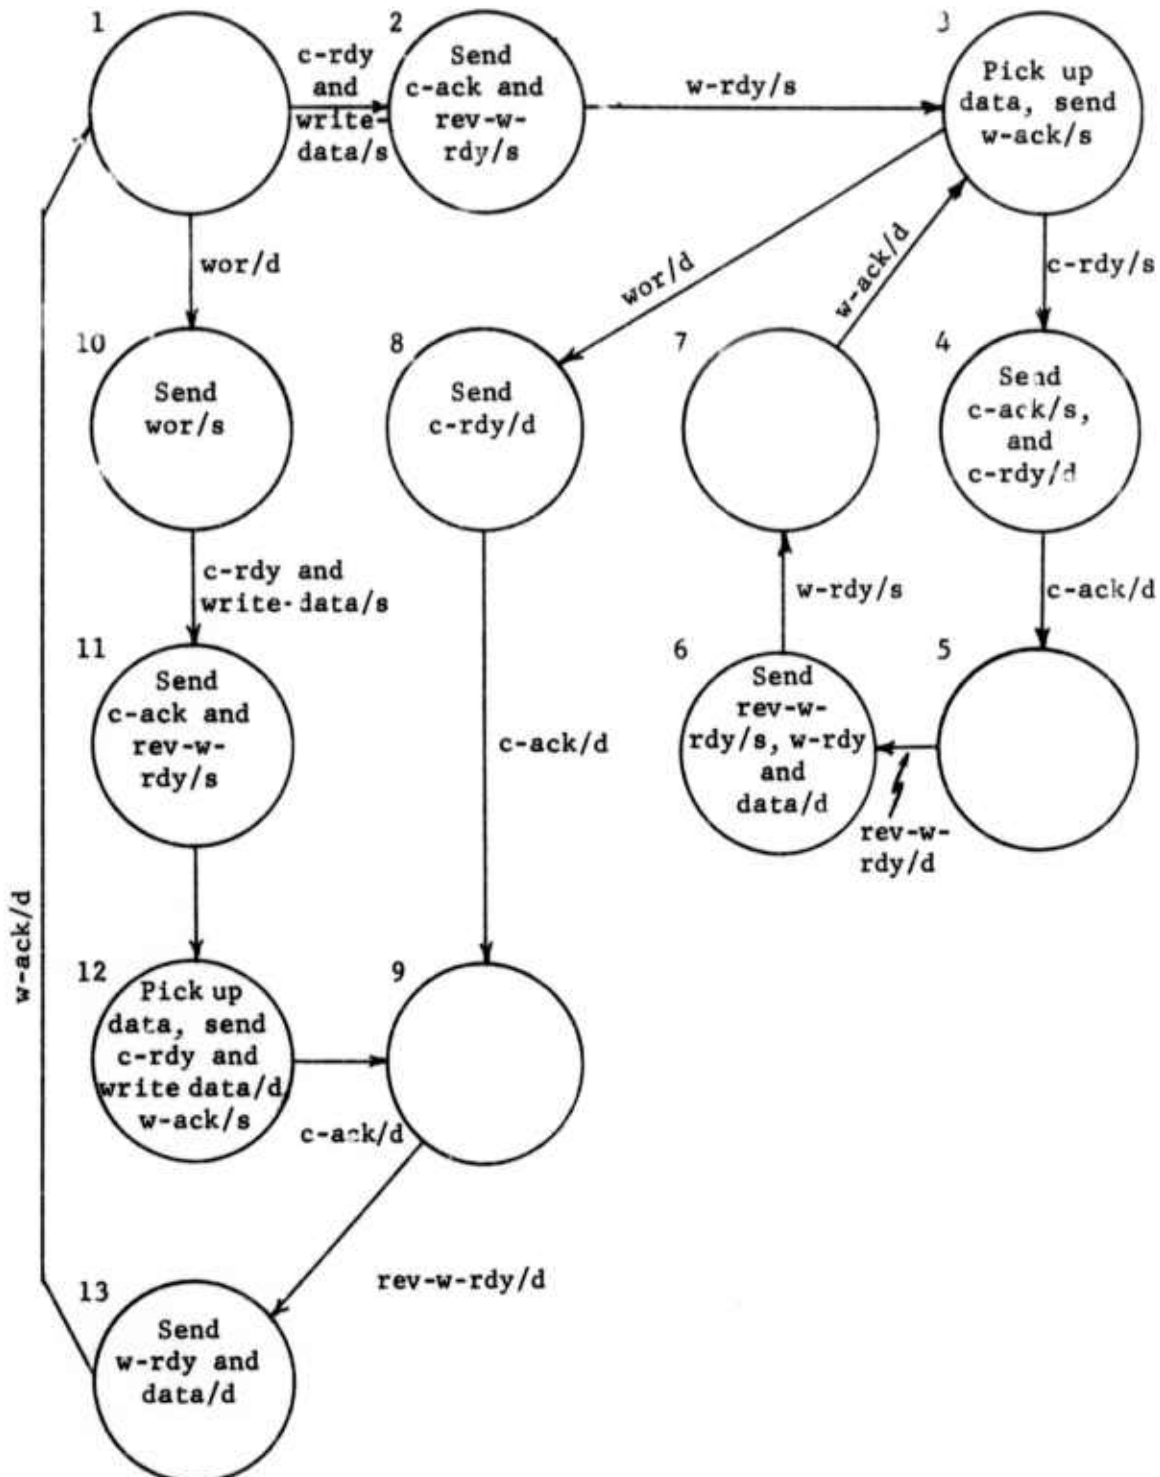 1
c-rdy
and
write-
data/s
2
Send
c-ack and
rev-w-
rdy/s
w-rdy/s
3
Pick up
data, send
w-ack/s
wor/d
wor/d
w-ack/d
c-rdy/s
10
Send
wor/s
8
Send
c-rdy/d
7
4
Send
c-ack/s,
and
c-rdy/d
c-rdy and
write-data/s
w-rdy/s
c-ack/d
11
Send
c-ack and
rev-w-
rdy/s
c-ack/d
6
Send
rev-w-
rdy/s, w-rdy
and
data/d
5
rev-w-
rdy/d
w-ack/d
12
Pick up
data, send
c-rdy and
write data/d
w-ack/s
c-ack/d
9
rev-w-rdy/d
13
Send
w-rdy and
data/d